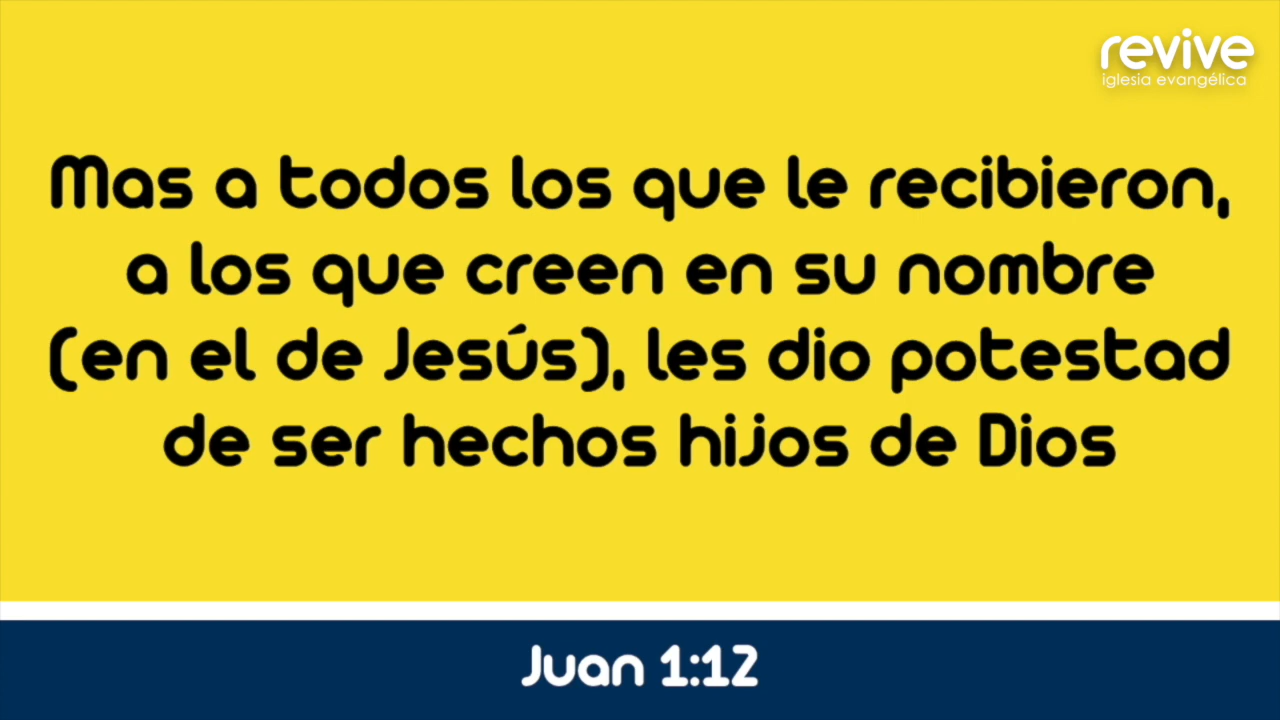 revive
iglesia evangélica
Mas a todos los que le recibieron,
a los que creen en su nombre
(en el de Jesús), les dio potestad
de ser hechos hijos de Dios
Juan 1:12